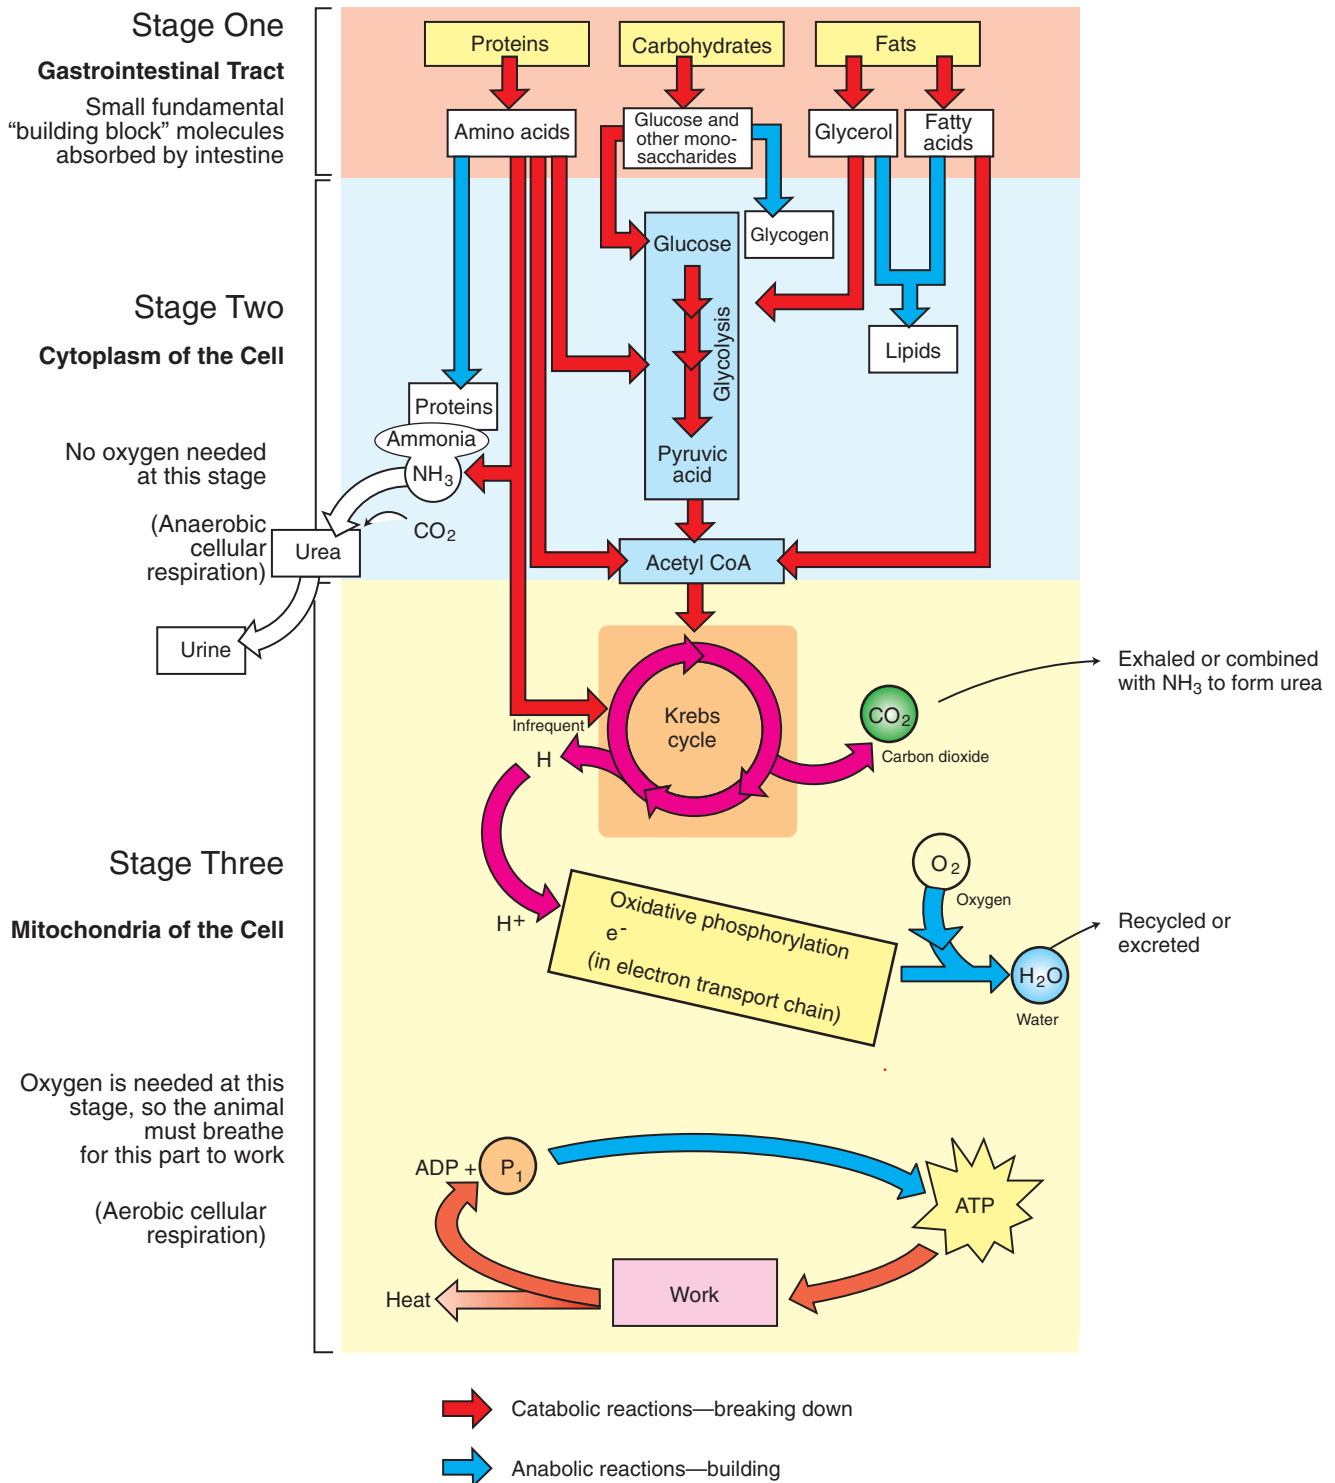 Stage One
Gastrointestinal Tract
Small fundamental
“building block” molecules
absorbed by intestine
Proteins
Carbohydrates
Fats
Amino acids
Glucose and
other mono-
saccharides
Glycerol
Fatty
acids
Stage Two
Cytoplasm of the Cell
No oxygen needed
at this stage
(Anaerobic
cellular
respiration)
Glucose
Glycogen
Glycolysis
Lipids
Proteins
Ammonia
NH3
Pyruvic
acid
CO2
Urea
Acetyl CoA
Urine
Stage Three
Mitochondria of the Cell
Oxygen is needed at this
stage, so the animal
must breathe
for this part to work
(Aerobic cellular
respiration)
Infrequent
Krebs
cycle
H
CO2
Carbon dioxide
Exhaled or combined
with NH3 to form urea
H+
Oxidative phosphorylation
e-
(in electron transport chain)
O2
Oxygen
H2O
Water
Recycled or
excreted
ADP + P1
ATP
Heat
Work
Catabolic reactions—breaking down
Anabolic reactions—building